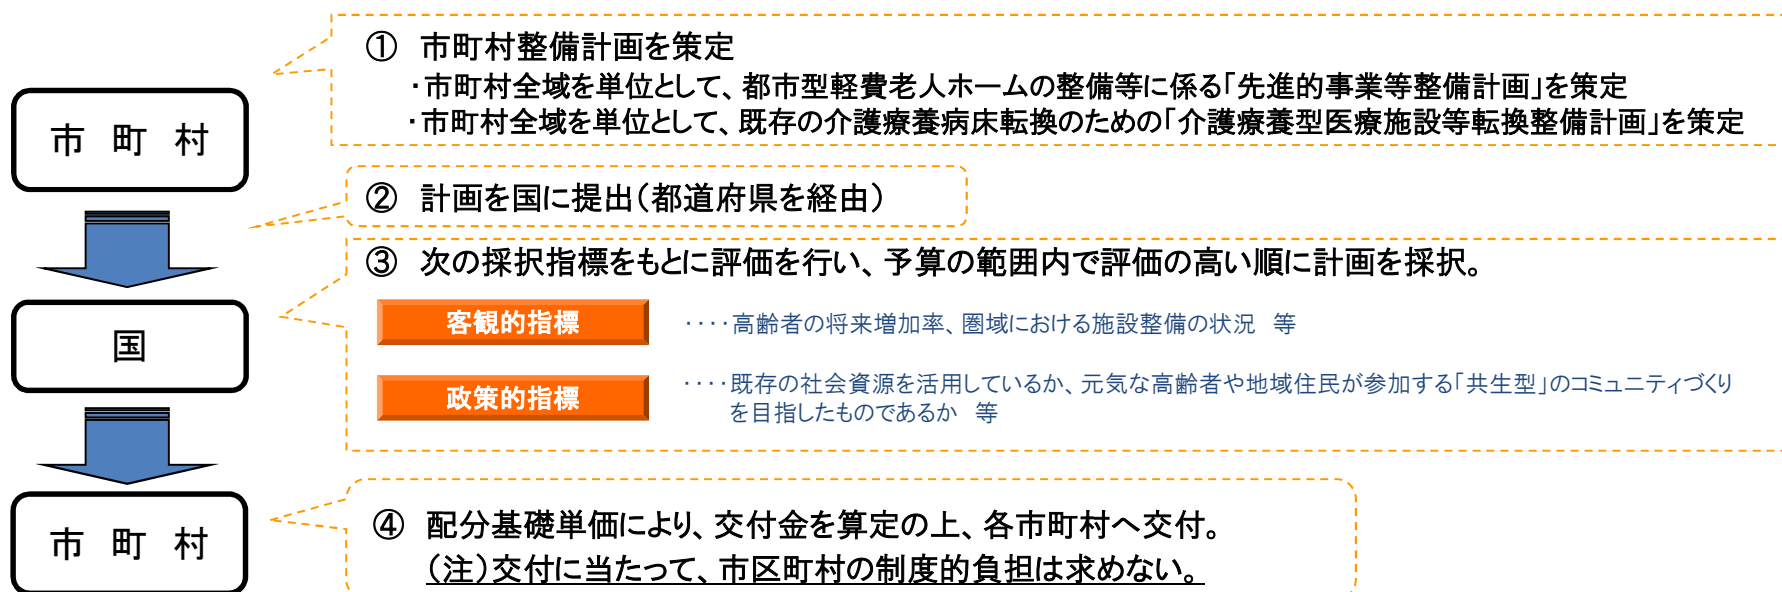 ① 市町村整備計画を策定
・市町村全域を単位として、都市型軽費老人ホームの整備等に係る「先進的事業等整備計画」を策定
・市町村全域を単位として、既存の介護療養病床転換のための「介護療養型医療施設等転換整備計画」を策定
市 町 村
② 計画を国に提出（都道府県を経由）
③ 次の採択指標をもとに評価を行い、予算の範囲内で評価の高い順に計画を採択。
国
客観的指標 ････高齢者の将来増加率、圏域における施設整備の状況 等
政策的指標 ････既存の社会資源を活用しているか、元気な高齢者や地域住民が参加する「共生型」のコミュニティづくり
を目指したものであるか 等
市 町 村
④ 配分基礎単価により、交付金を算定の上、各市町村へ交付。
（注）交付に当たって、市区町村の制度的負担は求めない。